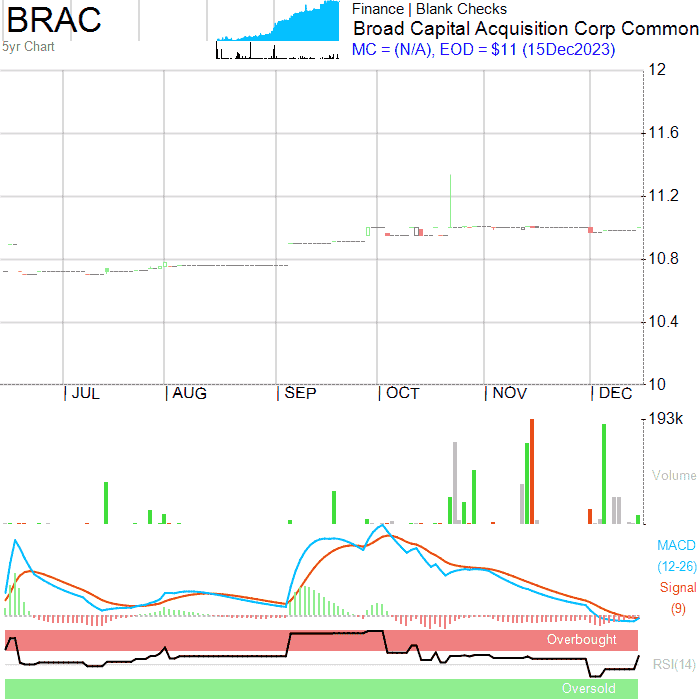 BRAC
5yr Chart
Finance | Blank Checks
Broad Capital Acquisition Corp Common
MC = (N/A), EOD = $11 (15Dec2023)
12
11.6
11.2
10.8
10.4
10
| JUL | AUG | SEP | OCT | NOV | DEC
193k
Volume
MACD
(12-26)
Signal
(9)
Overbought
RSI(14)
Oversold